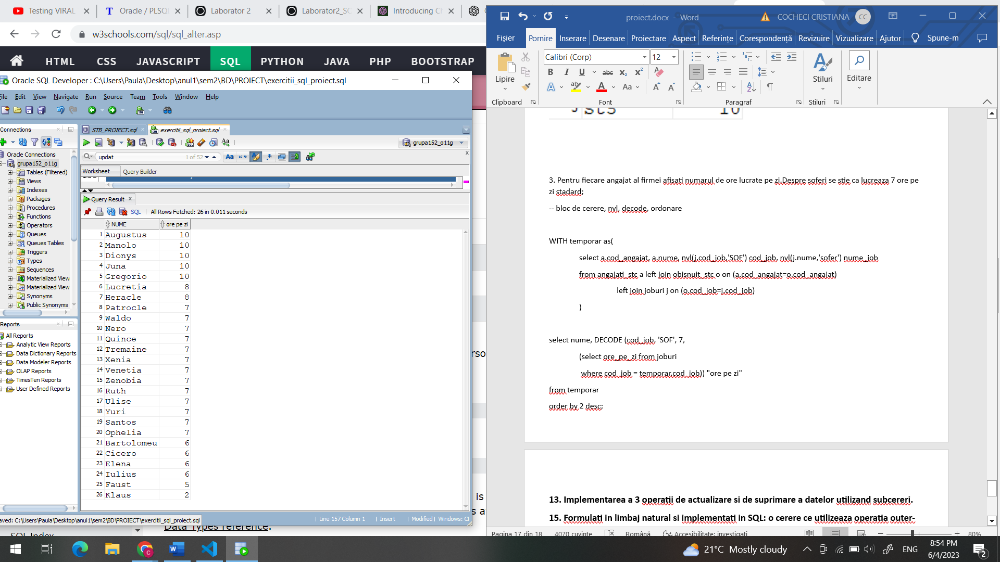 Testing VIRAL
Oracle / PLSQ
Laborator 2
Laborator2_SQ
Introducing Ch
w3schools.com/sql/sql_alter.asp
HTML CSS JAVASCRIPT SQL PYTHON JAVA PHP BOOTSTRAP
Oracle SQL Developer : C:\Users\Paula\Desktop\anul1\sem2\BD\PROIECT\exercitii_sql_proiect.sql
ile Edit View Navigate Run Source Team Tools Window Help
Connections
Oracle Connections
grupa152_o11g
Tables (Filtered)
Views
Indexes
Packages
Procedures
Functions
Operators
Queues
Queues Tables
Triggers
Types
Sequences
Materialized View
Materialized View
Synonyms
Public Synonyms
Reports
All Reports
Analytic View Reports
Data Dictionary Reports
Data Modeler Reports
OLAP Reports
TimesTen Reports
User Defined Reports
STB_PROIECT.sql
exercitii_sql_proiect.sql
grupa152_o11g
updat 1 of 52
Worksheet Query Builder
Query Result
SQL | All Rows Fetched: 26 in 0.011 seconds
NUME ore pe zi
1 Augustus 10
2 Manolo 10
3 Dionys 10
4 Juna 10
5 Gregorio 10
6 Lucretia 8
7 Heracle 8
8 Patrocle 7
9 Waldo 7
10 Nero 7
11 Quince 7
12 Tremaine 7
13 Xenia 7
14 Venetia 7
15 Zenobia 7
16 Ruth 7
17 Ulise 7
18 Yuri 7
19 Santos 7
20 Ophelia 7
21 Bartolomeu 6
22 Cicero 6
23 Elena 6
24 Iulius 6
25 Faust 5
26 Klaus 2
aved: C:\Users\Paula\Desktop\anul1\sem2\BD\PROIECT\exercitii_sql_proiect.sql
| Line 157 Column 1 | Insert | Modified | Windows: CR
rso
is
s a
SQL Index
Data Types reference.
proiect.docx - Word
COCHECI CRISTIANA CC
Fișier Pornire Inserare Desenare Proiectare Aspect Referințe Corespondență Revizuire Vizualizare Ajutor Spune-m
Lipire
Calibri (Corp) 12
Stiluri
Editare
Clipboard Font Paragraf Stiluri
sts 10
3. Pentru fiecare angajat al firmei afisati numarul de ore lucrate pe zi.Despre soferi se stie ca lucreaza 7 ore pe
zi stadard;
-- bloc de cerere, nvl, decode, ordonare
WITH temporar as(
select a.cod_angajat, a.nume, nvl(j.cod_job,'SOF') cod_job, nvl(j.nume,'sofer') nume_job
from angajati_stc a left join obisnuit_stc o on (a.cod_angajat=o.cod_angajat)
left join joburi j on (o.cod_job=j.cod_job)
)
select nume, DECODE (cod_job, 'SOF', 7,
(select ore_pe_zi from joburi
where cod_job = temporar.cod_job)) "ore pe zi"
from temporar
order by 2 desc;
13. Implementarea a 3 operatii de actualizare si de suprimare a datelor utilizand subcereri.
15. Formulati in limbaj natural si implementati in SQL: o cerere ce utilizeaza operatia outer-
Pagina 17 din 18 4070 cuvinte Română Accesibilitate: investigați 80%
21°C Mostly cloudy
ENG
8:54 PM
6/4/2023
2